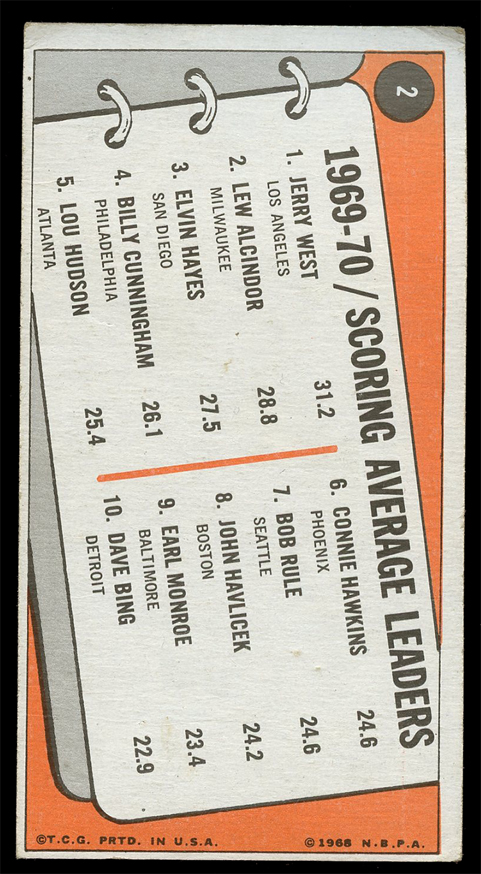 2
1969-70 / SCORING AVERAGE LEADERS
1. JERRY WEST 31.2
LOS ANGELES
2. LEW ALCINDOR 28.8
MILWAUKEE
3. ELVIN HAYES 27.5
SAN DIEGO
4. BILLY CUNNINGHAM 26.1
PHILADELPHIA
5. LOU HUDSON 25.4
ATLANTA
6. CONNIE HAWKINS 24.6
PHOENIX
7. BOB RULE 24.6
SEATTLE
8. JOHN HAVLICEK 24.2
BOSTON
9. EARL MONROE 23.4
BALTIMORE
10. DAVE BING 22.9
DETROIT
©T.C.G. PRTD. IN U.S.A.
©1968 N.B.P.A.